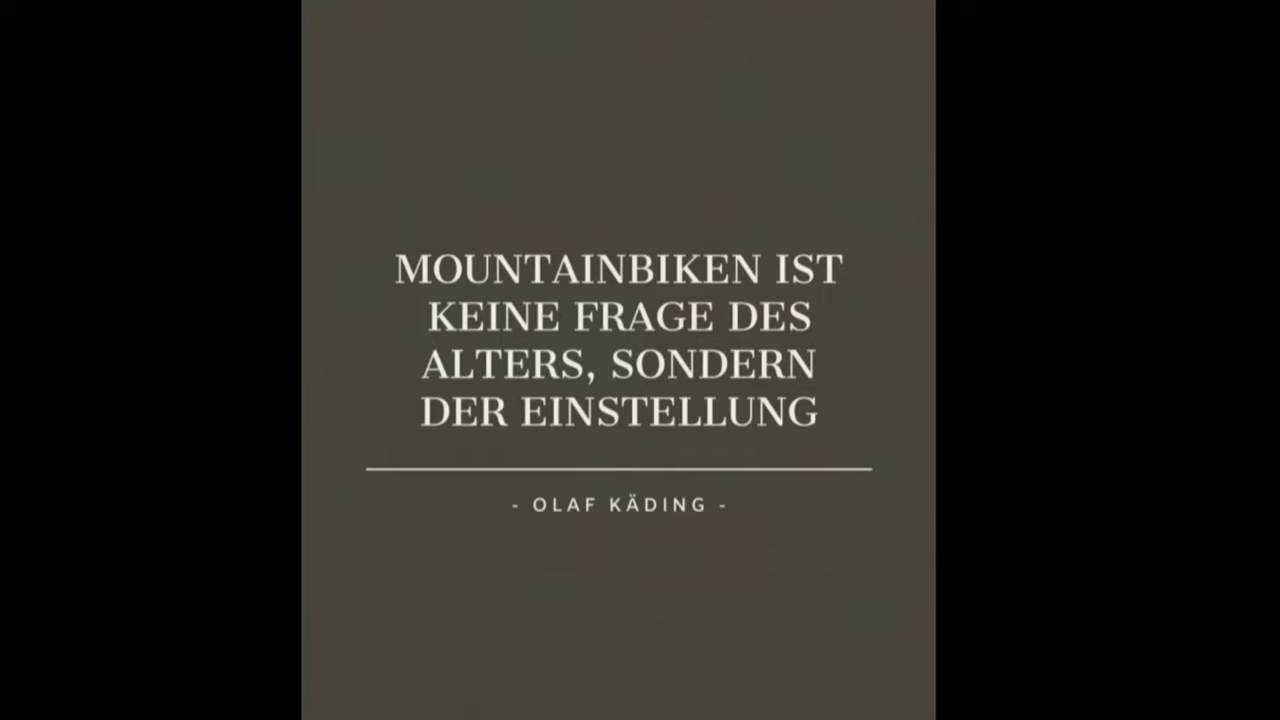 MOUNTAINBIKEN IST
KEINE FRAGE DES
ALTERS, SONDERN
DER EINSTELLUNG
- OLAF KÄDING -